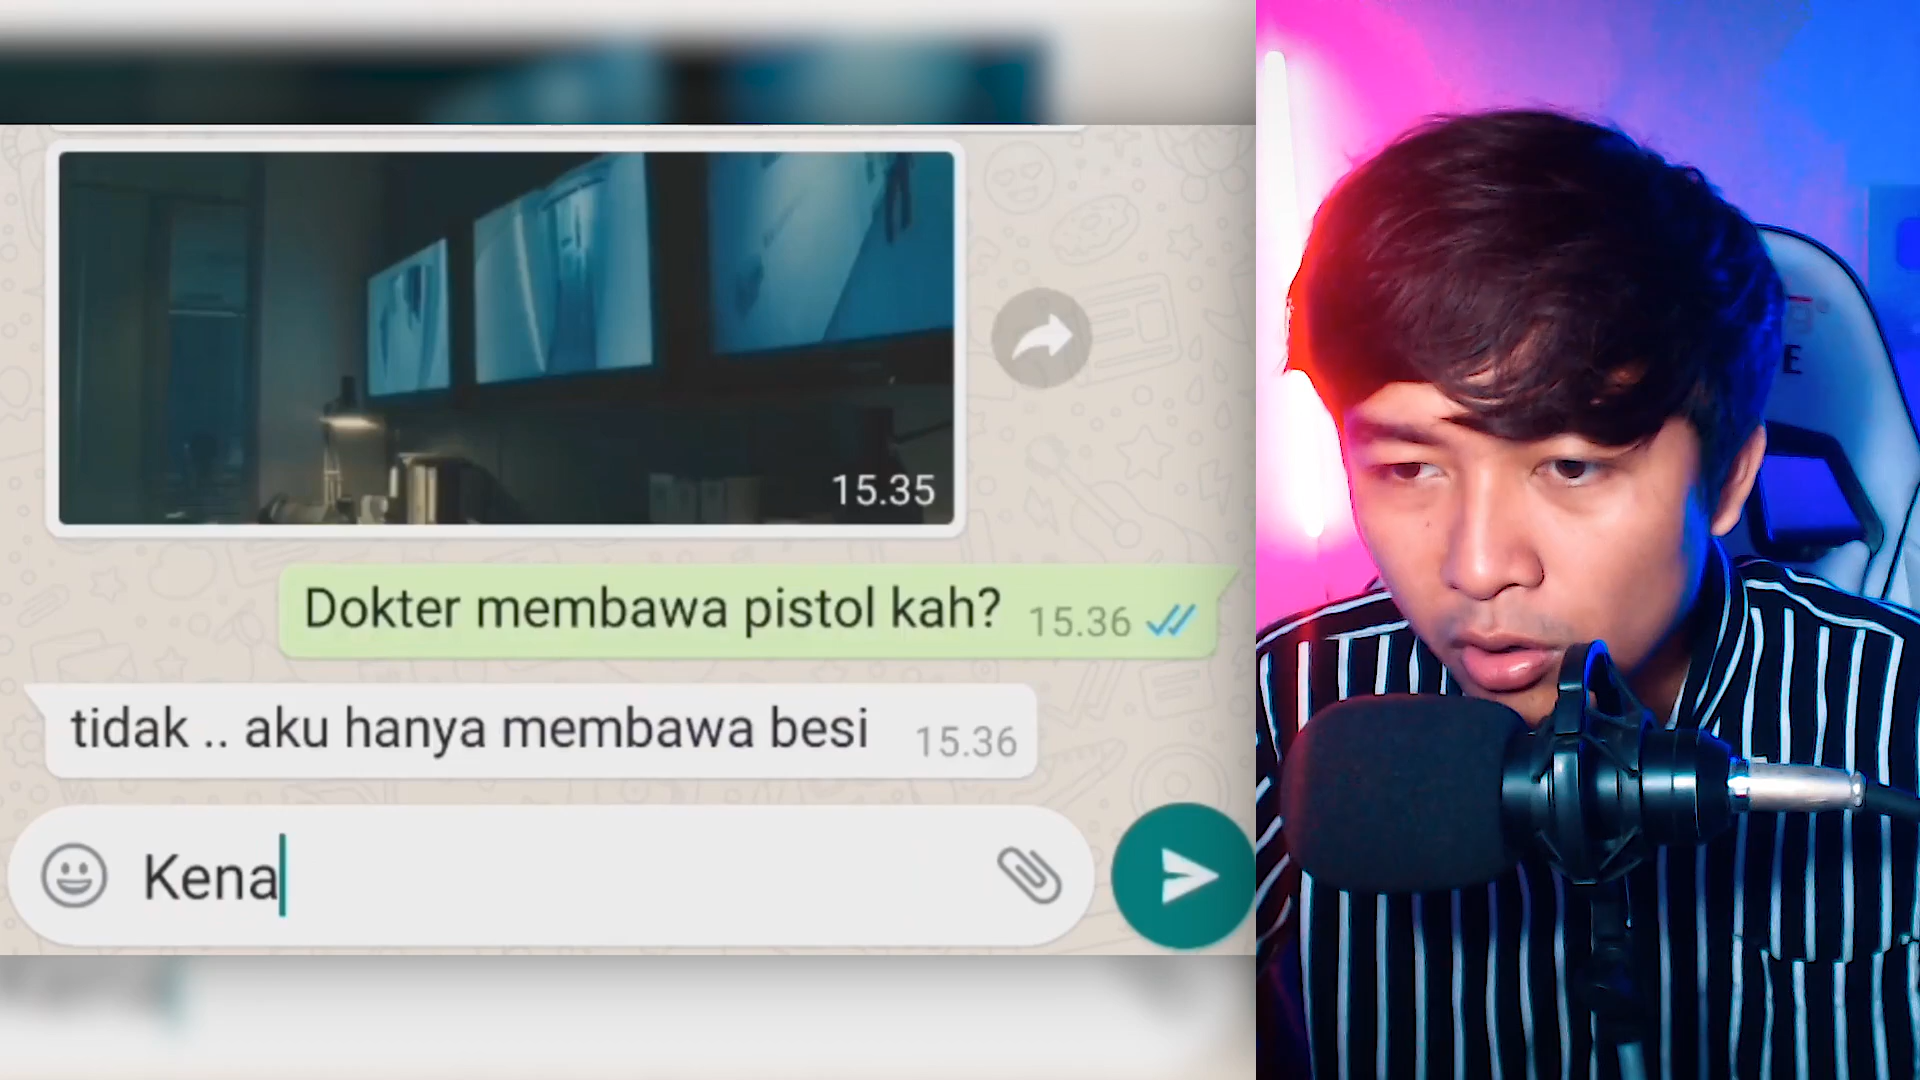 15.35
Dokter membawa pistol kah? 15.36
tidak .. aku hanya membawa besi 15.36
Kena
E